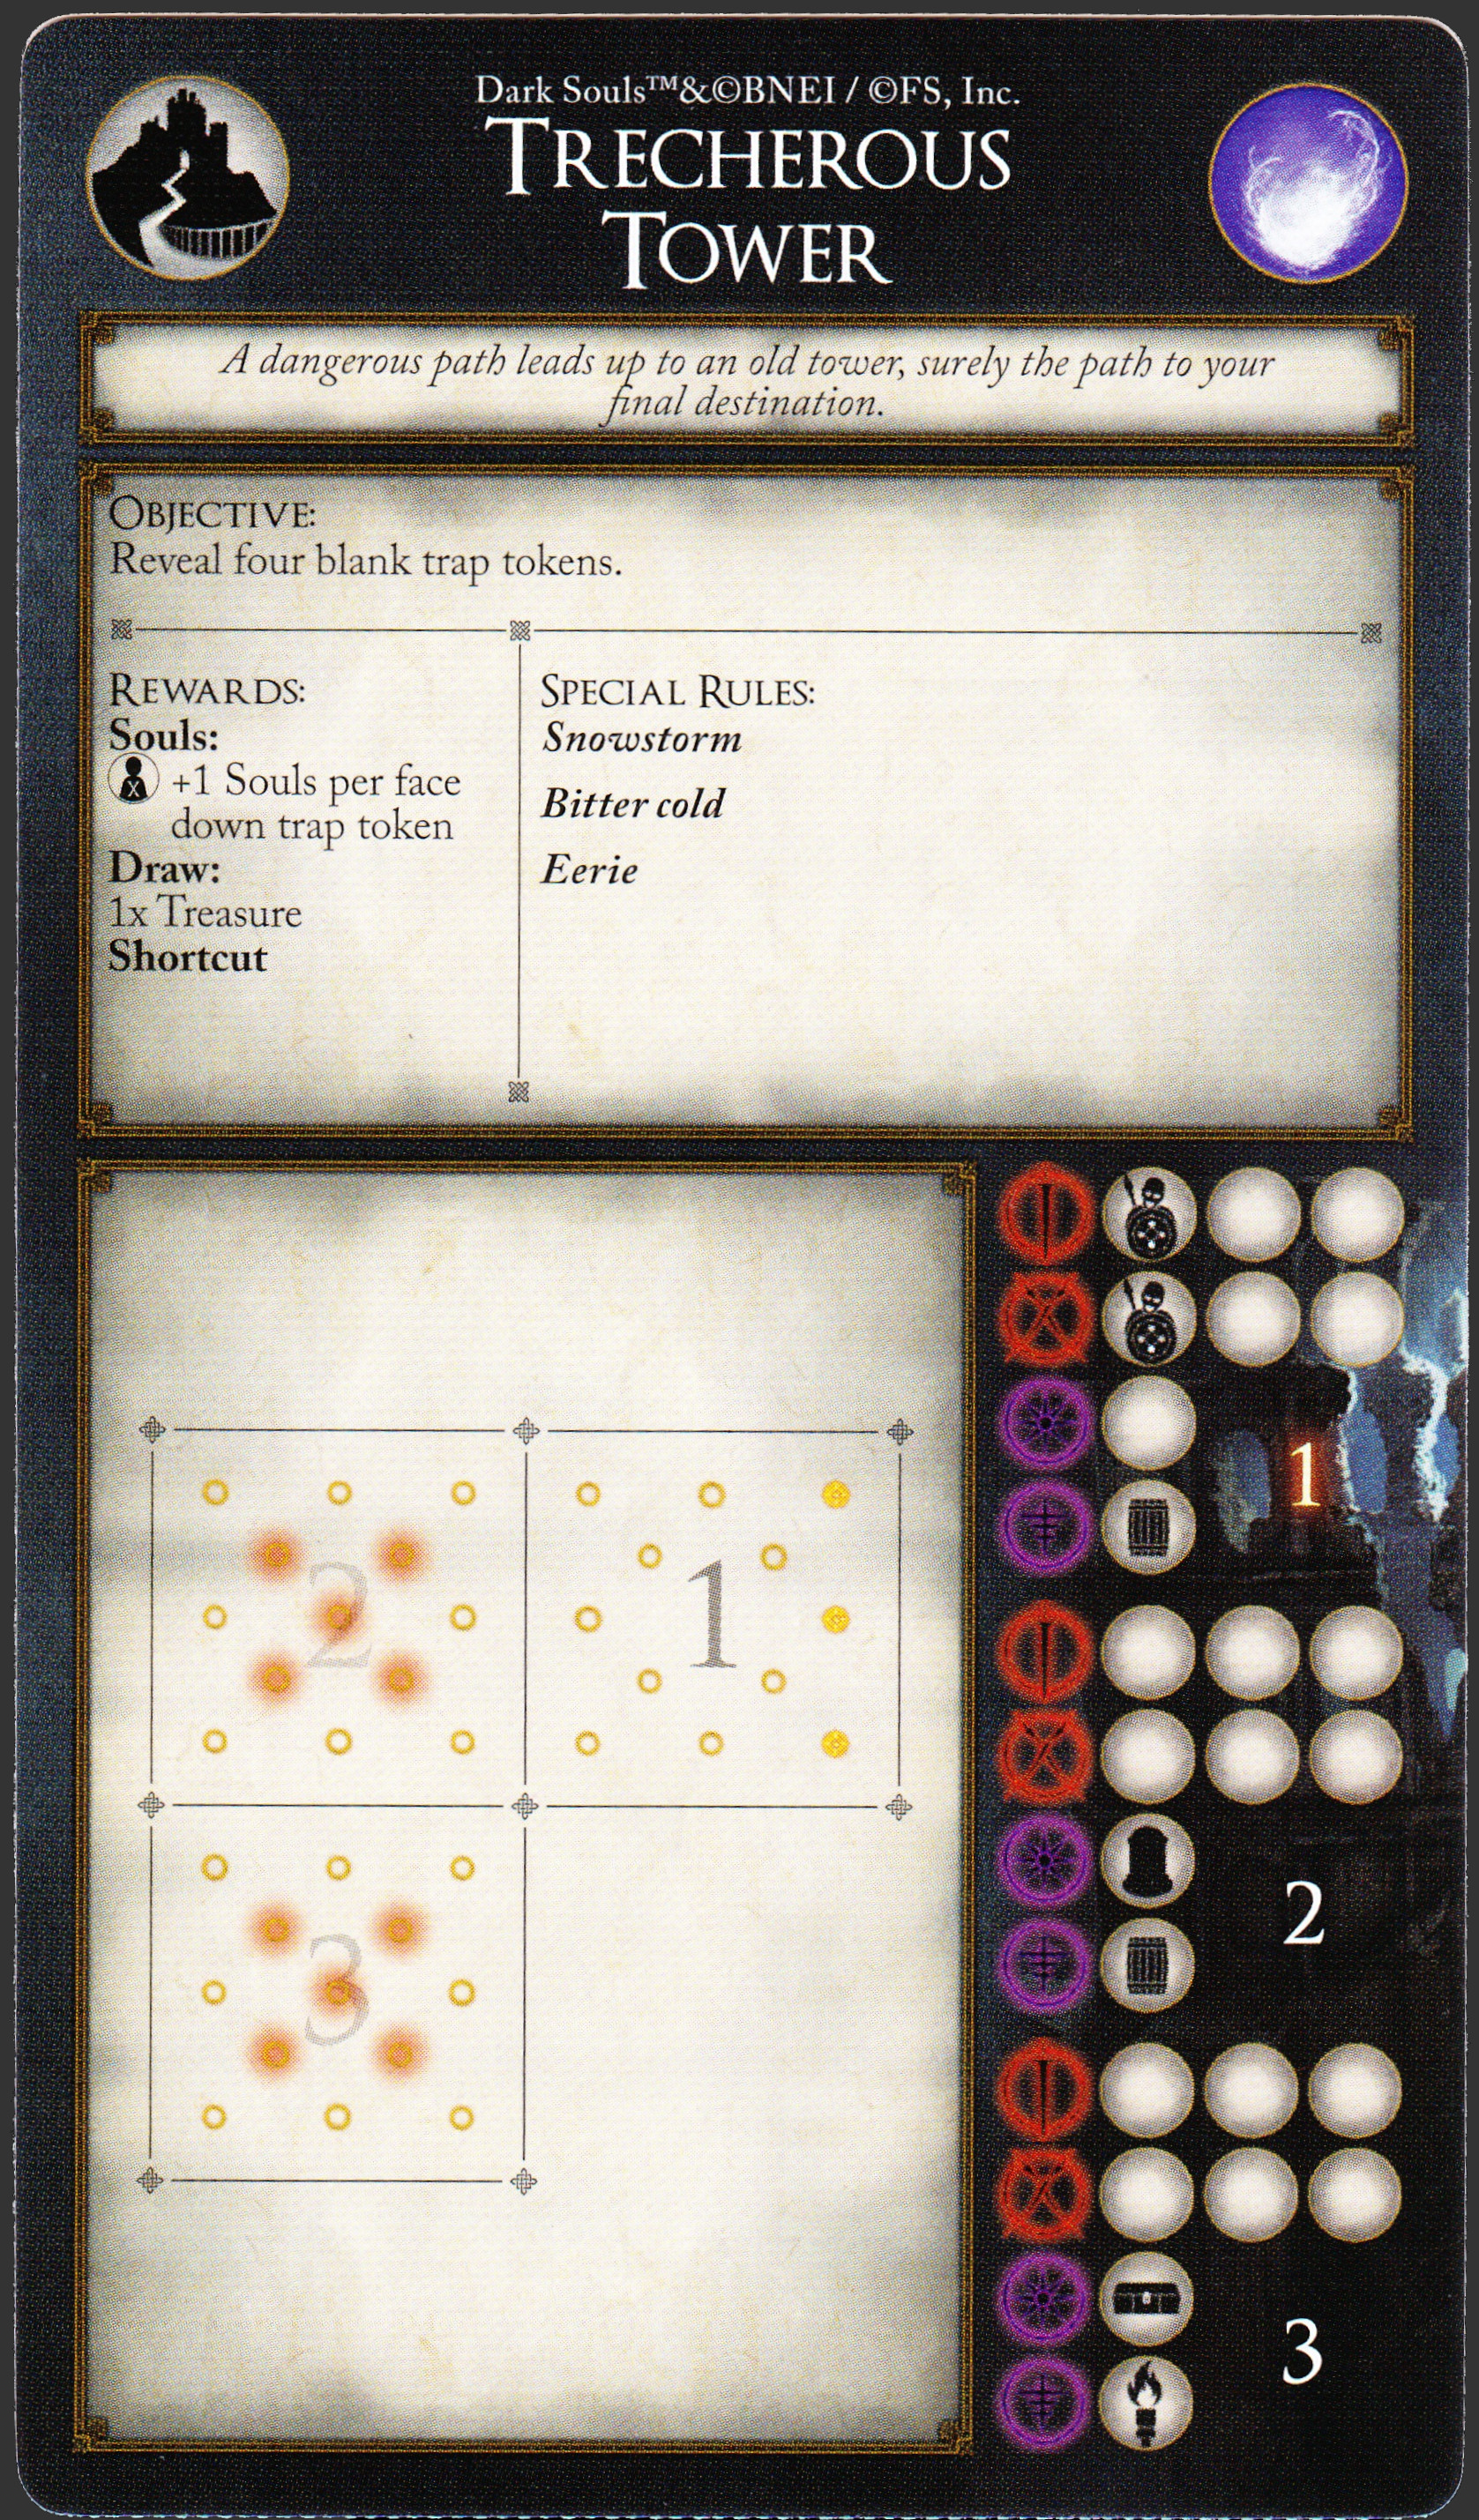 Dark Souls™&©BNEI / ©FS, Inc.
TRECHEROUS
TOWER
A dangerous path leads up to an old tower, surely the path to your
final destination.
OBJECTIVE:
Reveal four blank trap tokens.
REWARDS:
Souls:
+1 Souls per face
down trap token
Draw:
1x Treasure
Shortcut
SPECIAL RULES:
Snowstorm
Bitter cold
Eerie
2
1
3
1
2
3